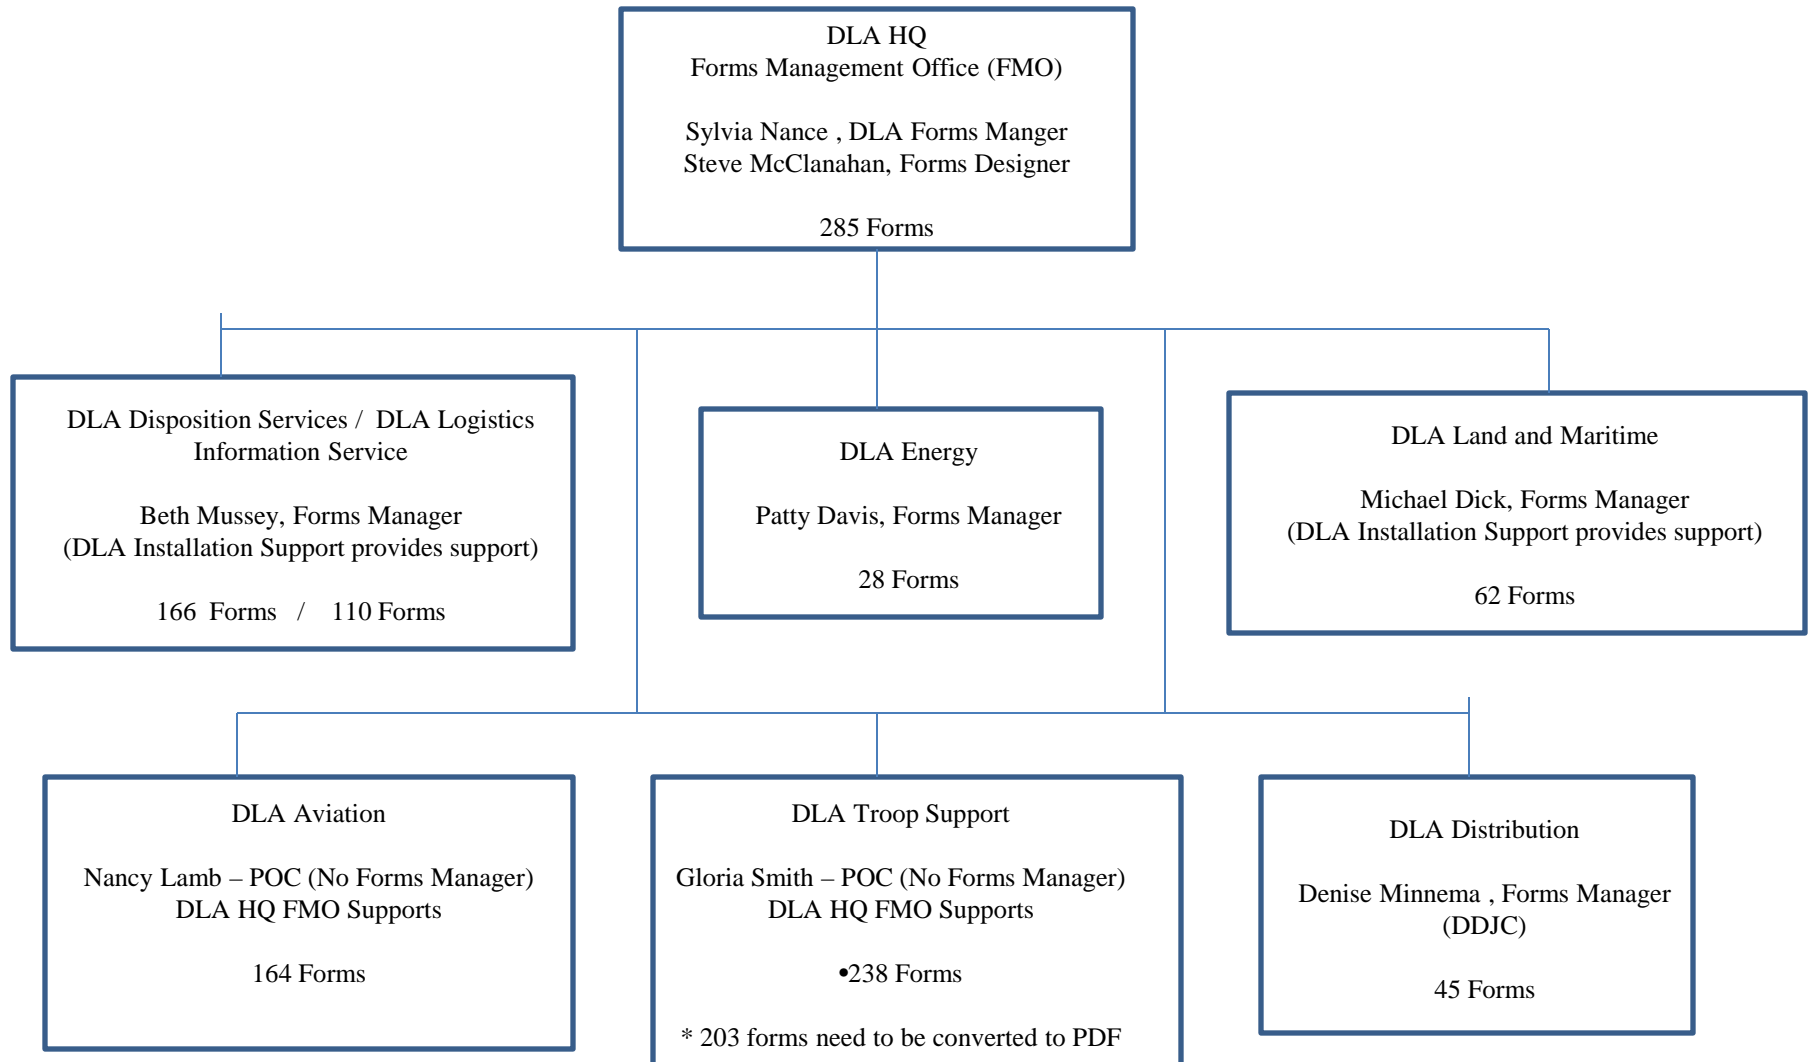 DLA HQ
Forms Management Office (FMO)
Sylvia Nance , DLA Forms Manger
Steve McClanahan, Forms Designer
285 Forms
DLA Disposition Services /  DLA Logistics
Information Service
Beth Mussey, Forms Manager
(DLA Installation Support provides support)
166  Forms   /    110 Forms
DLA Energy
Patty Davis, Forms Manager
28 Forms
DLA Land and Maritime
Michael Dick, Forms Manager
(DLA Installation Support provides support)
62 Forms
DLA Aviation
Nancy Lamb – POC (No Forms Manager)
DLA HQ FMO Supports
164 Forms
DLA Troop Support
Gloria Smith – POC (No Forms Manager)
DLA HQ FMO Supports
•238 Forms
* 203 forms need to be converted to PDF
DLA Distribution
Denise Minnema , Forms Manager
(DDJC)
45 Forms